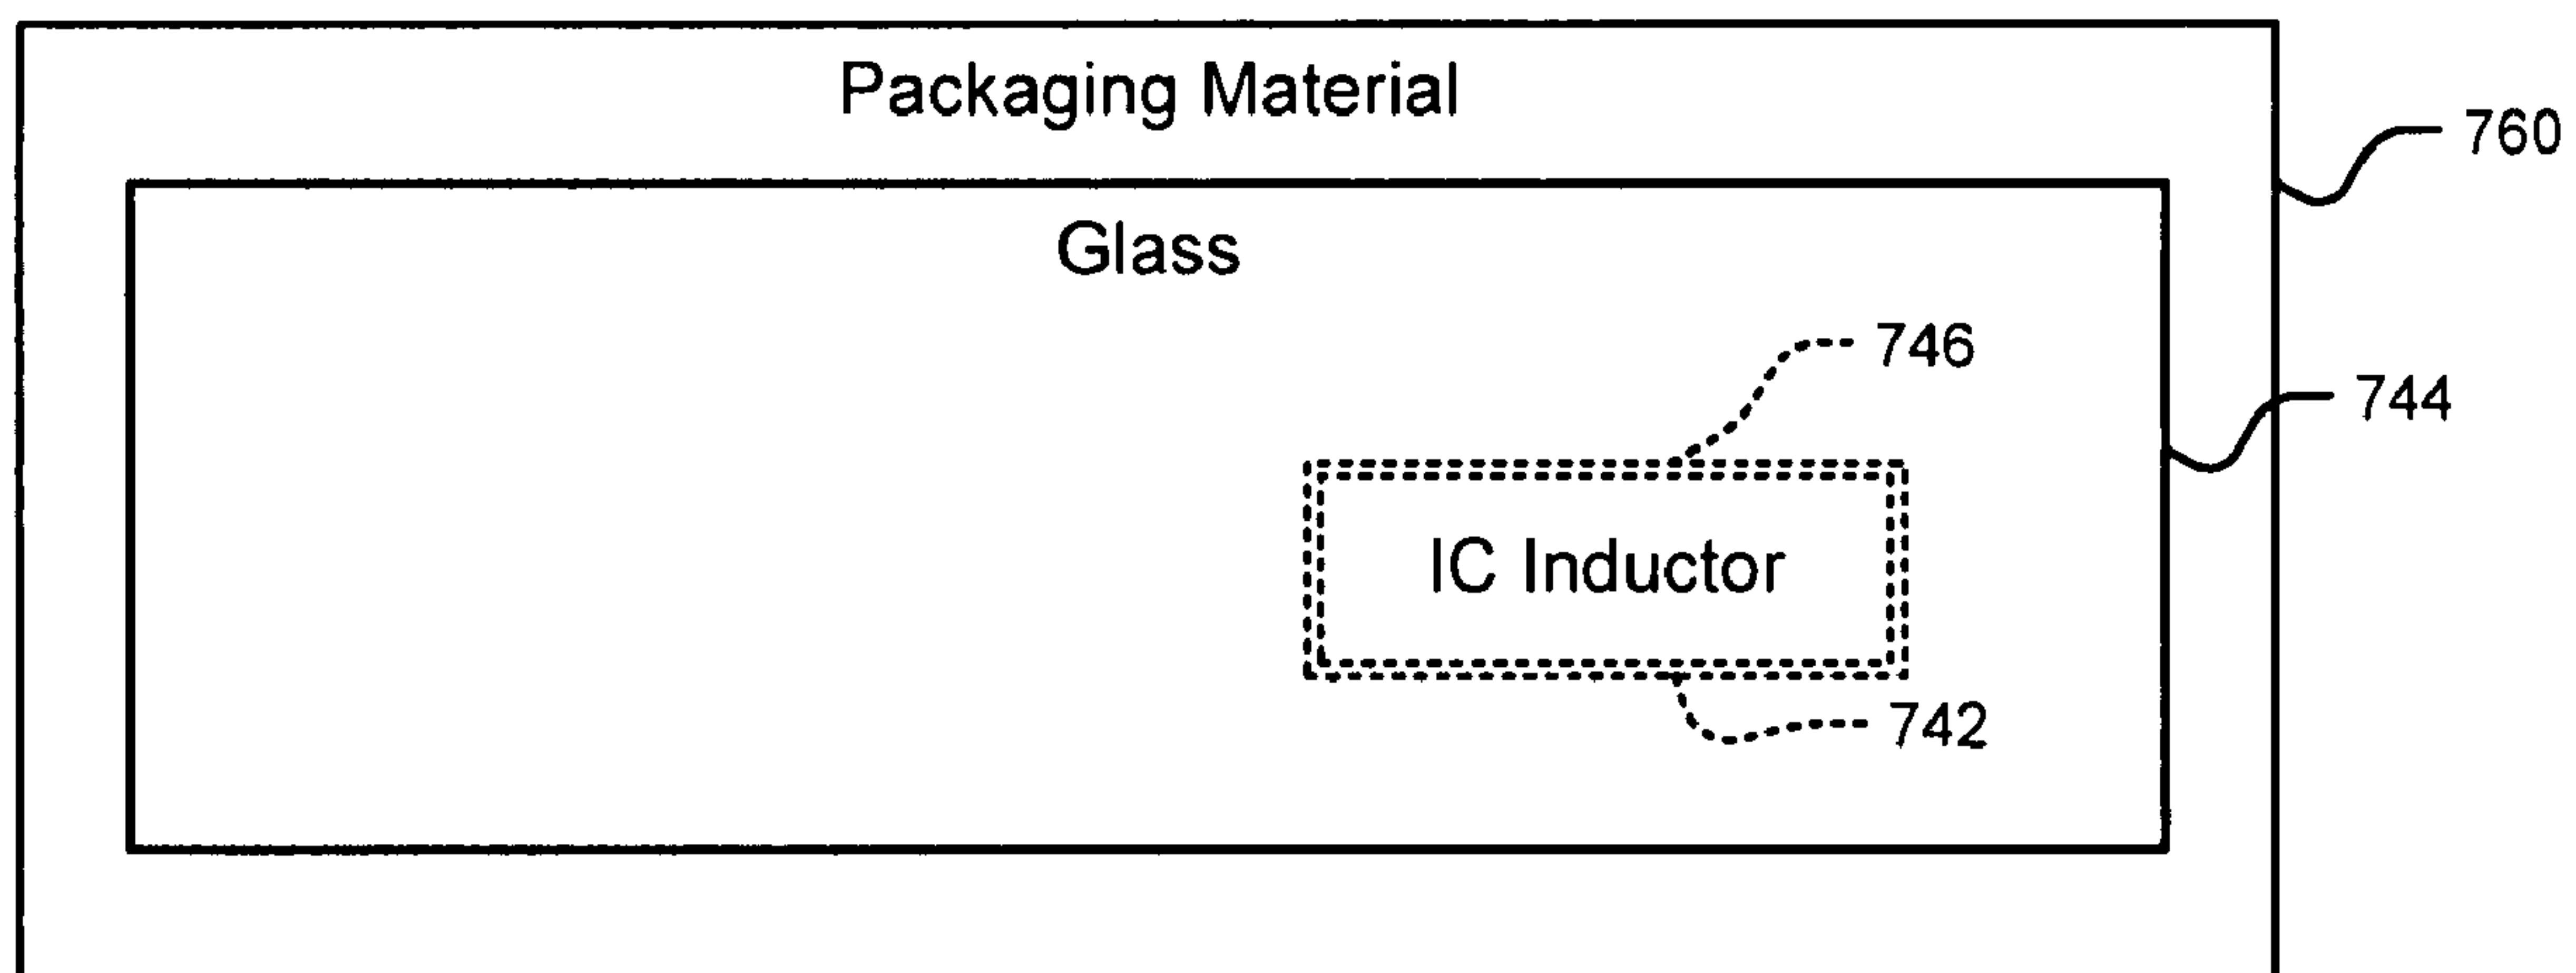 Packaging Material
760
Glass
746
744
IC Inductor
742